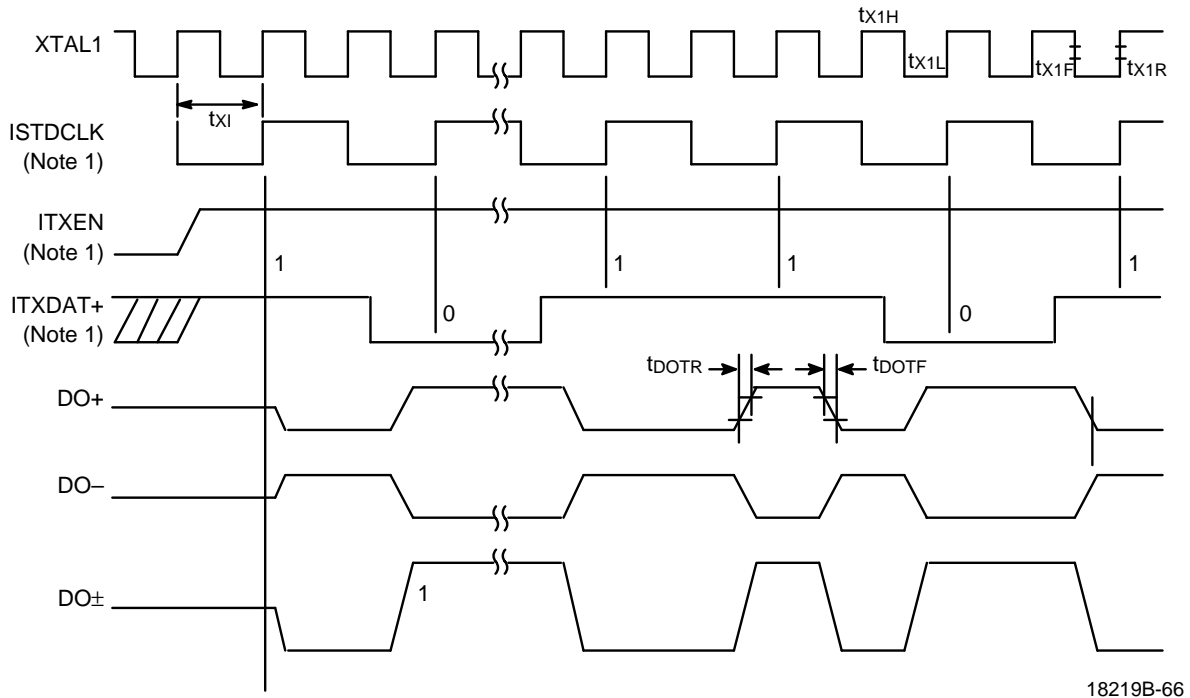 tX1H
XTAL1
tX1L
tX1F
tX1R
tXI
ISTDCLK
(Note 1)
ITXEN
(Note 1)
1
1
1
1
ITXDAT+
(Note 1)
0
0
tDOTR
tDOTF
DO+
DO–
DO±
1
18219B-66